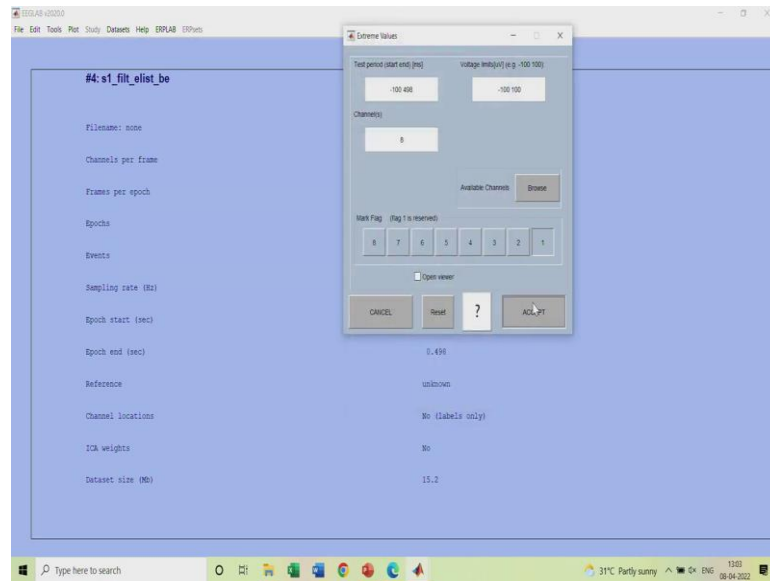 EEGLAB v2020.0
File Edit Tools Plot Study Datasets Help ERPLAB ERPsets
Extreme Values
Test period (start end) [ms]
Voltage limits[uV] (e.g. -100 100):
-100 498
-100 100
Channel(s)
8
Available Channels
Browse
Mark Flag (flag 1 is reserved)
8 7 6 5 4 3 2 1
Open viewer
CANCEL
Reset
?
ACCEPT
#4: s1_filt_elist_be
Filename: none
Channels per frame
Frames per epoch
Epochs
Events
Sampling rate (Hz)
Epoch start (sec)
Epoch end (sec) 0.498
Reference unknown
Channel locations No (labels only)
ICA weights No
Dataset size (Mb) 15.2
Type here to search
31°C Partly sunny
ENG
13:03
08-04-2022